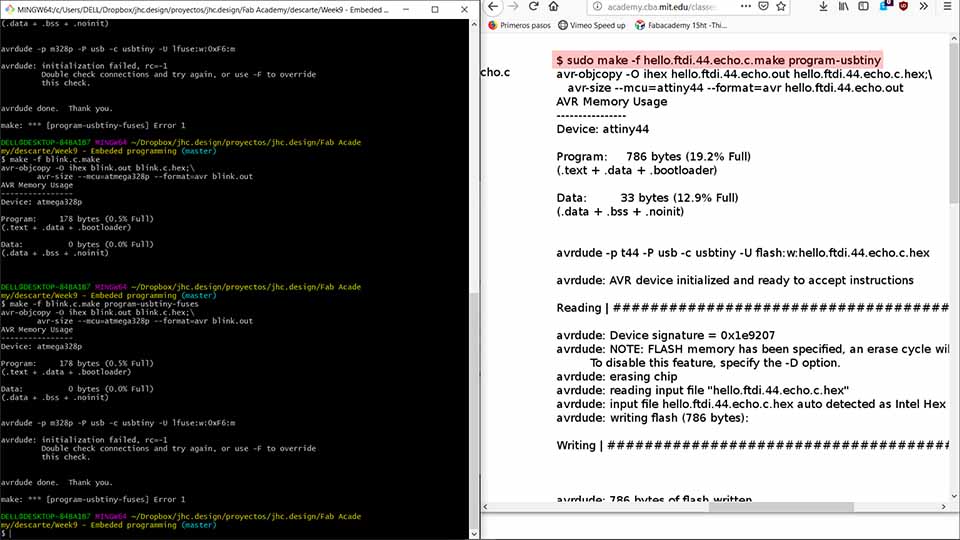 MINGW64:/c/Users/DELL/Dropbox/jhc.design/Fab Academy/descarte/Week9 - Embeded ...
(.data + .bss + .noinit)
avrdude -p m328p -P usb -c usbtiny -U lfuse:w:0xF6:m
avrdude: initialization failed, rc=-1
Double check connections and try again, or use -F to override
this check.
avrdude done.  Thank you.
make: *** [program-usbtiny-fuses] Error 1
DELL@DESKTOP-84BA1B7 MINGW64 ~/Dropbox/jhc.design/proyectos/jhc.design/Fab Acade
my/descarte/Week9 - Embeded programming (master)
$ make -f blink.c.make
avr-objcopy -O ihex blink.out blink.c.hex;\
avr-size --mcu=atmega328p --format=avr blink.out
AVR Memory Usage
----------------
Device: atmega328p
Program:     178 bytes (0.5% Full)
(.text + .data + .bootloader)
Data:          0 bytes (0.0% Full)
(.data + .bss + .noinit)
DELL@DESKTOP-84BA1B7 MINGW64 ~/Dropbox/jhc.design/proyectos/jhc.design/Fab Acade
my/descarte/Week9 - Embeded programming (master)
$ make -f blink.c.make program-usbtiny-fuses
avr-objcopy -O ihex blink.out blink.c.hex;\
avr-size --mcu=atmega328p --format=avr blink.out
AVR Memory Usage
----------------
Device: atmega328p
Program:     178 bytes (0.5% Full)
(.text + .data + .bootloader)
Data:          0 bytes (0.0% Full)
(.data + .bss + .noinit)
avrdude -p m328p -P usb -c usbtiny -U lfuse:w:0xF6:m
avrdude: initialization failed, rc=-1
Double check connections and try again, or use -F to override
this check.
avrdude done.  Thank you.
make: *** [program-usbtiny-fuses] Error 1
DELL@DESKTOP-84BA1B7 MINGW64 ~/Dropbox/jhc.design/proyectos/jhc.design/Fab Acade
my/descarte/Week9 - Embeded programming (master)
$
academy.cba.mit.edu/classe
Primeros pasos Vimeo Speed up Fabacademy 15ht -Thi...
cho.c
$ sudo make -f hello.ftdi.44.echo.c.make program-usbtiny
avr-objcopy -O ihex hello.ftdi.44.echo.out hello.ftdi.44.echo.c.hex;\
avr-size --mcu=attiny44 --format=avr hello.ftdi.44.echo.out
AVR Memory Usage
----------------
Device: attiny44
Program:     786 bytes (19.2% Full)
(.text + .data + .bootloader)
Data:         33 bytes (12.9% Full)
(.data + .bss + .noinit)
avrdude -p t44 -P usb -c usbtiny -U flash:w:hello.ftdi.44.echo.c.hex
avrdude: AVR device initialized and ready to accept instructions
Reading | ####################################
avrdude: Device signature = 0x1e9207
avrdude: NOTE: FLASH memory has been specified, an erase cycle wil
To disable this feature, specify the -D option.
avrdude: erasing chip
avrdude: reading input file "hello.ftdi.44.echo.c.hex"
avrdude: input file hello.ftdi.44.echo.c.hex auto detected as Intel Hex
avrdude: writing flash (786 bytes):
Writing | ####################################
avrdude: 786 bytes of flash written